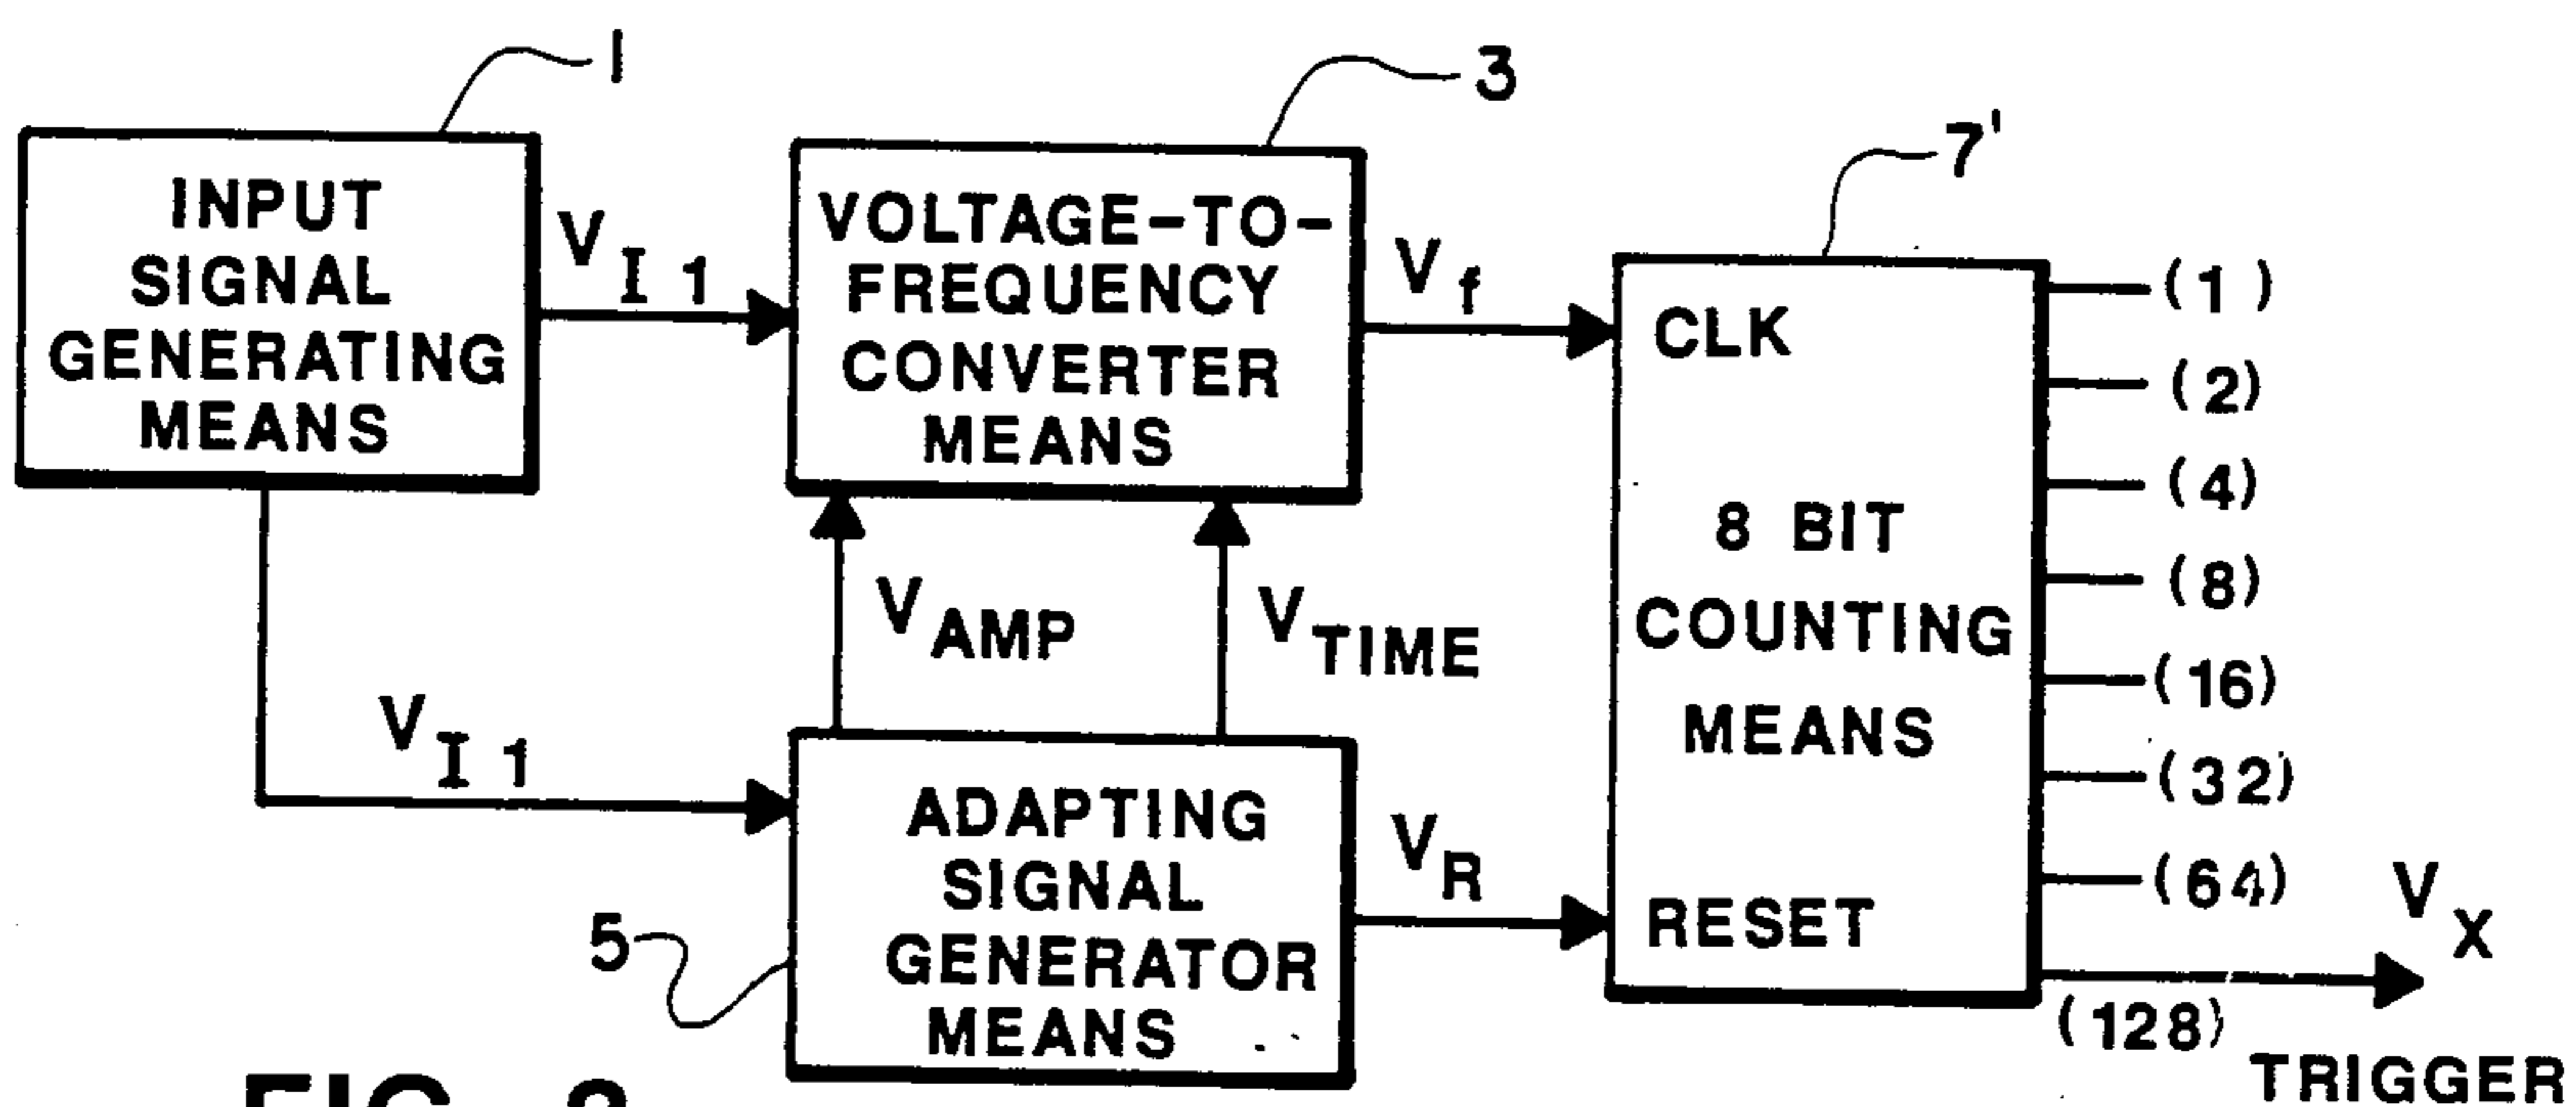 1
INPUT
SIGNAL
GENERATING
MEANS
V I 1
3
VOLTAGE-TO-
FREQUENCY
CONVERTER
MEANS
V f
7'
CLK
8 BIT
COUNTING
MEANS
RESET
(1)
(2)
(4)
(8)
(16)
(32)
(64)
(128)
V X
TRIGGER
V AMP
V TIME
V I 1
5
ADAPTING
SIGNAL
GENERATOR
MEANS
V R
FIG.